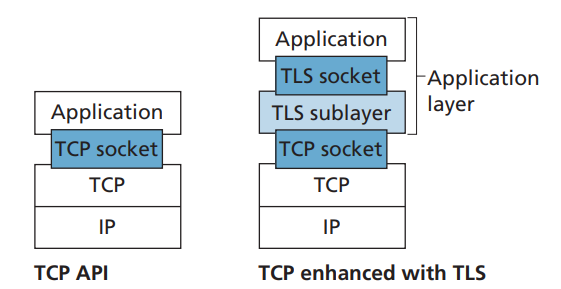 Application
TCP socket
TCP
IP
TCP API
Application
TLS socket
TLS sublayer
TCP socket
TCP
IP
Application
layer
TCP enhanced with TLS